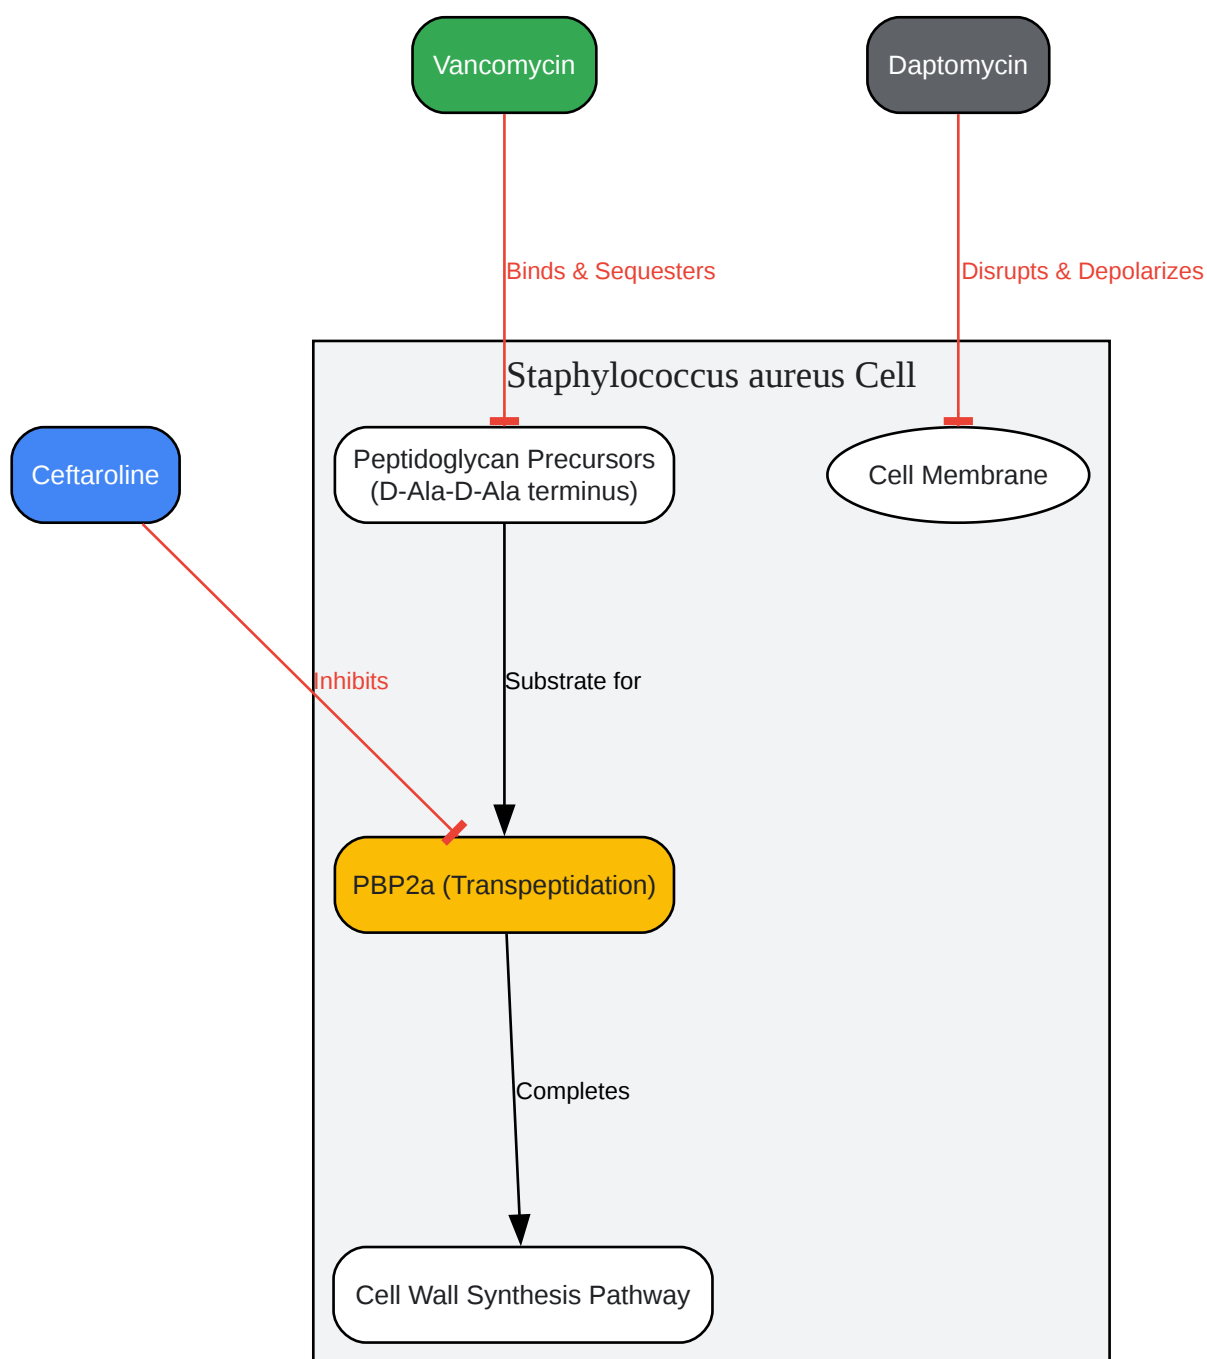 Vancomycin
Daptomycin
Binds & Sequesters
Disrupts & Depolarizes
Staphylococcus aureus Cell
Ceftaroline
Peptidoglycan Precursors
(D-Ala-D-Ala terminus)
Cell Membrane
Inhibits
Substrate for
PBP2a (Transpeptidation)
Completes
Cell Wall Synthesis Pathway